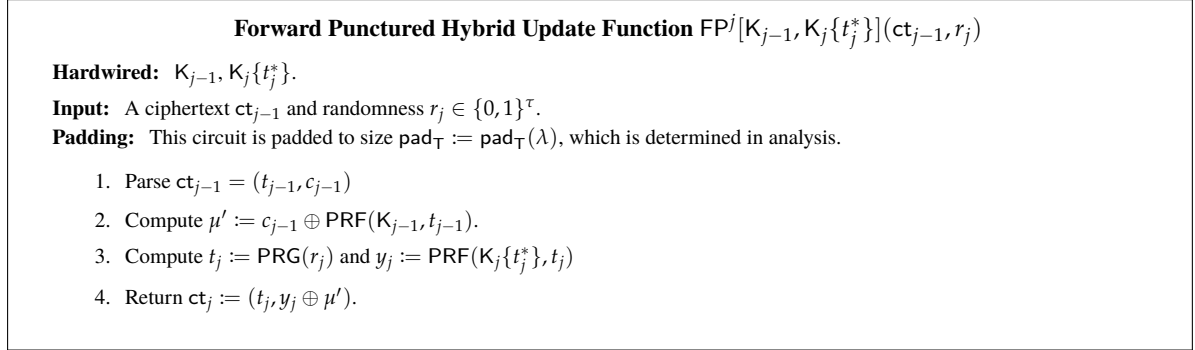 Forward Punctured Hybrid Update Function FP^j[K_{j−1}, K_j{t_j^*}](ct_{j−1}, r_j)
Hardwired: K_{j−1}, K_j{t_j^*}.
Input: A ciphertext ct_{j−1} and randomness r_j ∈ {0, 1}^τ.
Padding: This circuit is padded to size pad_T := pad_T(λ), which is determined in analysis.
1. Parse ct_{j−1} = (t_{j−1}, c_{j−1})
2. Compute μ′ := c_{j−1} ⊕ PRF(K_{j−1}, t_{j−1}).
3. Compute t_j := PRG(r_j) and y_j := PRF(K_j{t_j^*}, t_j)
4. Return ct_j := (t_j, y_j ⊕ μ′).